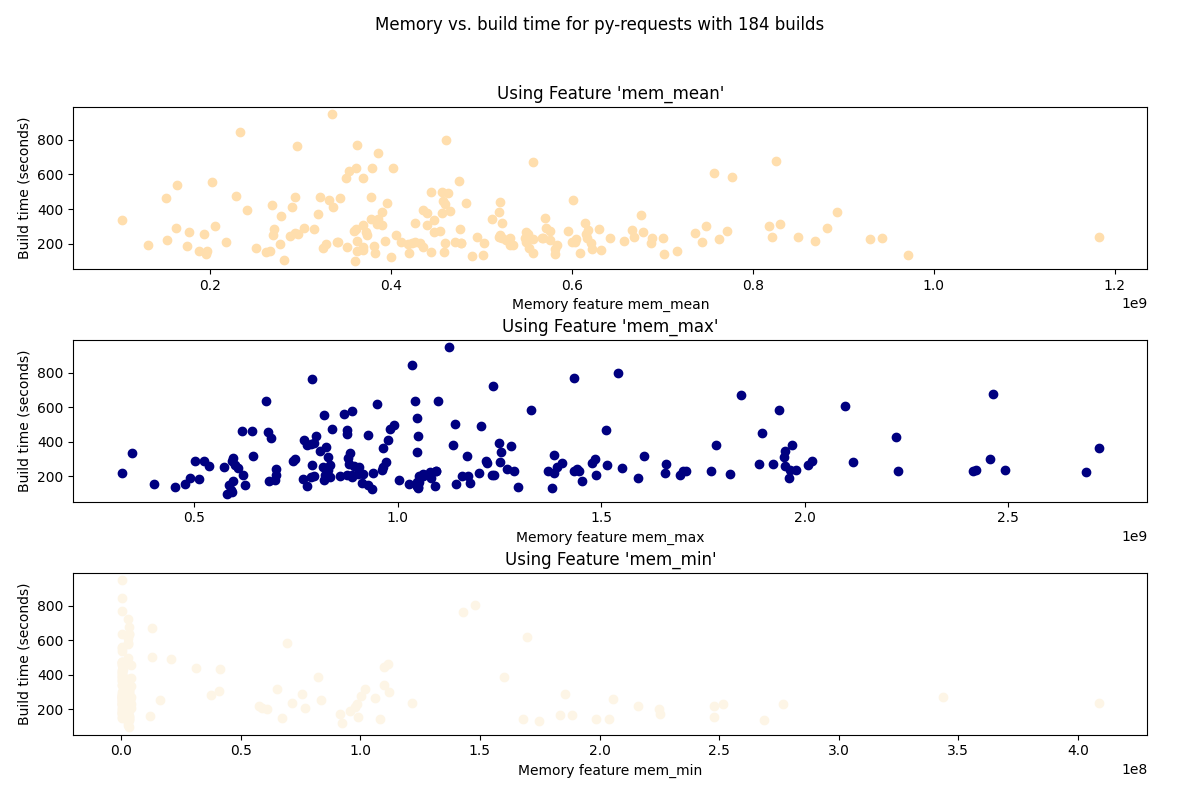 Memory vs. build time for py-requests with 184 builds
Using Feature 'mem_mean'
Build time (seconds)
800
600
400
200
0.2 0.4 0.6 0.8 1.0 1.2
1e9
Memory feature mem_mean
Using Feature 'mem_max'
Build time (seconds)
800
600
400
200
0.5 1.0 1.5 2.0 2.5
1e9
Memory feature mem_max
Using Feature 'mem_min'
Build time (seconds)
800
600
400
200
0.0 0.5 1.0 1.5 2.0 2.5 3.0 3.5 4.0
1e8
Memory feature mem_min